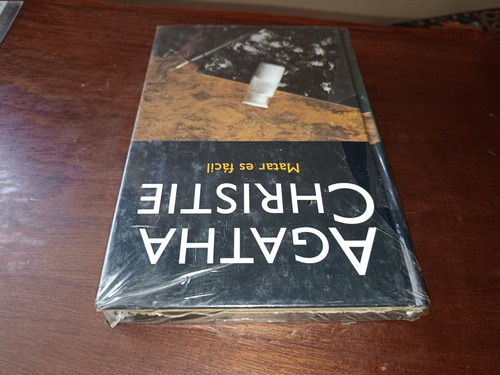 AGATHA
CHRISTIE
Matar es fácil